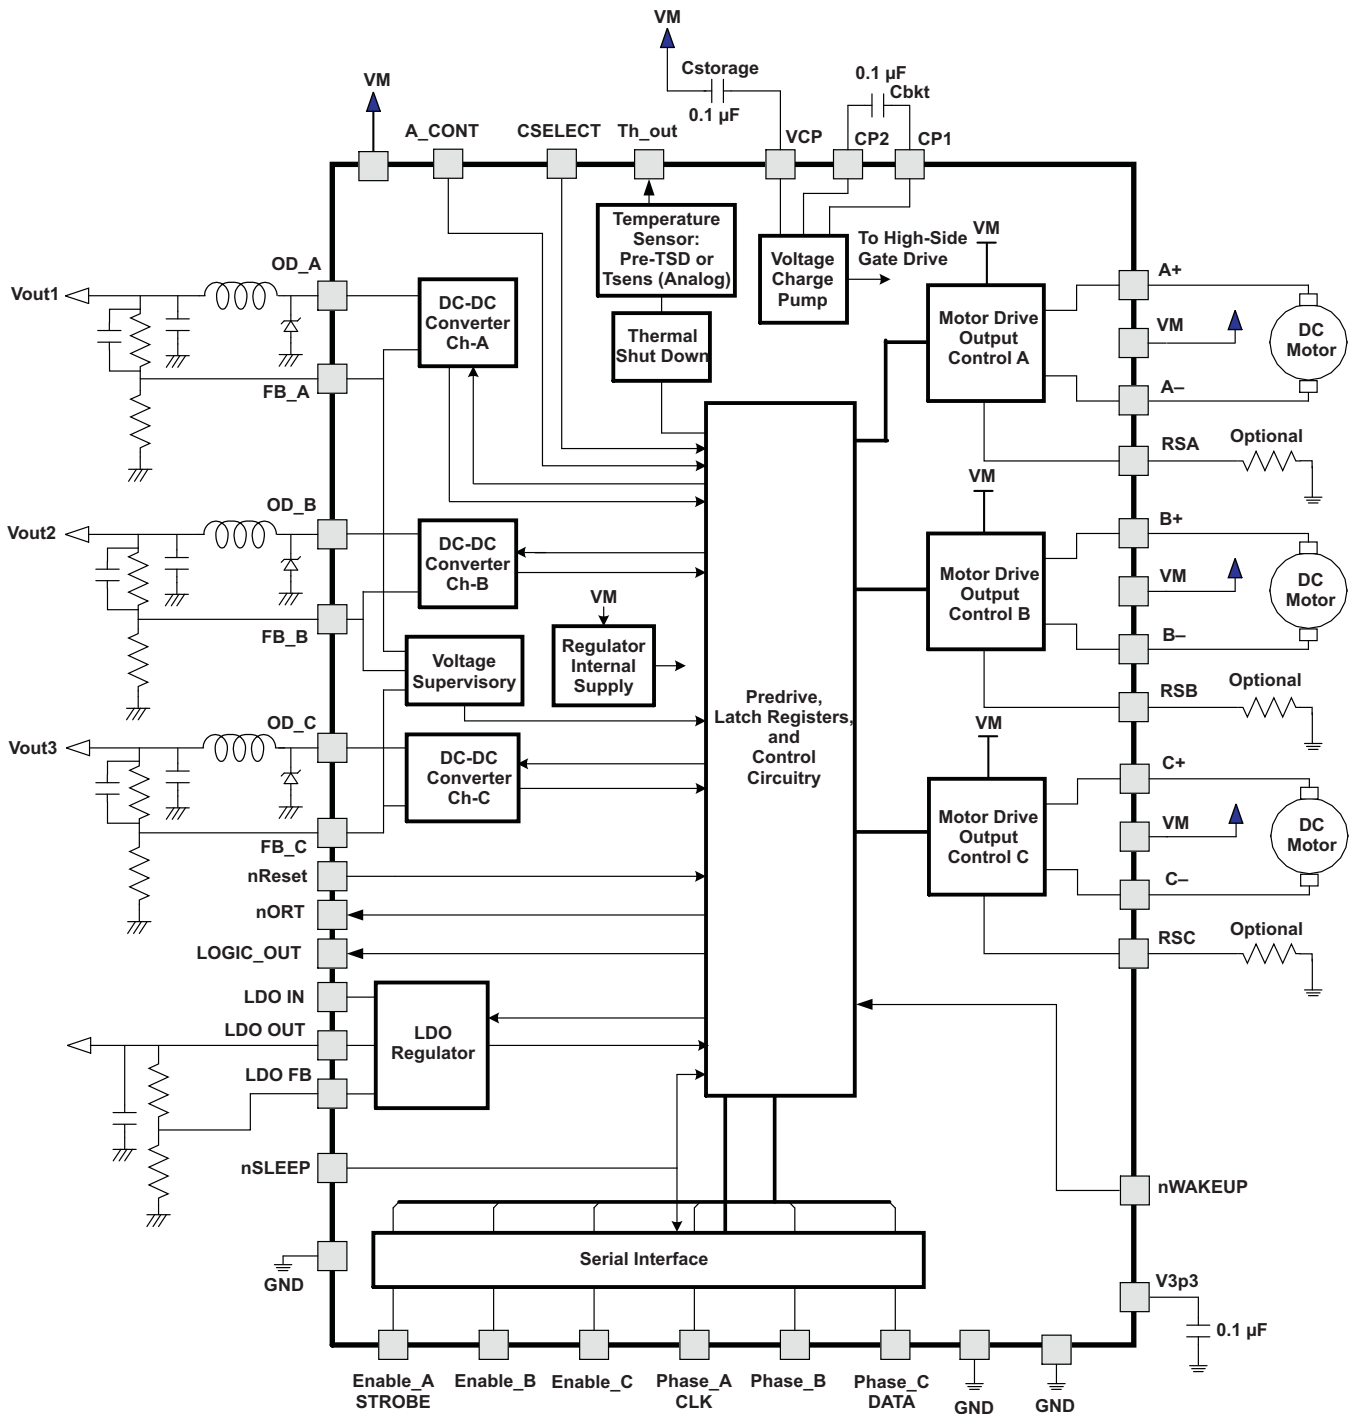 VM
Cstorage
0.1 µF
0.1 µF
Cbkt
VM
A_CONT
CSELECT
Th_out
VCP
CP2
CP1
Temperature
Sensor:
Pre-TSD or
Tsens (Analog)
Thermal
Shut Down
Voltage
Charge
Pump
To High-Side
Gate Drive
VM
Motor Drive
Output
Control A
A+
VM
A–
DC
Motor
RSA
Optional
OD_A
Vout1
DC-DC
Converter
Ch-A
FB_A
OD_B
Vout2
DC-DC
Converter
Ch-B
FB_B
VM
Regulator
Internal
Supply
Voltage
Supervisory
VM
Motor Drive
Output
Control B
B+
VM
B–
DC
Motor
RSB
Optional
OD_C
Vout3
DC-DC
Converter
Ch-C
FB_C
Predrive,
Latch Registers,
and
Control
Circuitry
VM
Motor Drive
Output
Control C
C+
VM
C–
DC
Motor
RSC
Optional
nReset
nORT
LOGIC_OUT
LDO IN
LDO OUT
LDO FB
LDO
Regulator
nSLEEP
nWAKEUP
Serial Interface
GND
V3p3
0.1 µF
Enable_A
STROBE
Enable_B
Enable_C
Phase_A
CLK
Phase_B
Phase_C
DATA
GND
GND